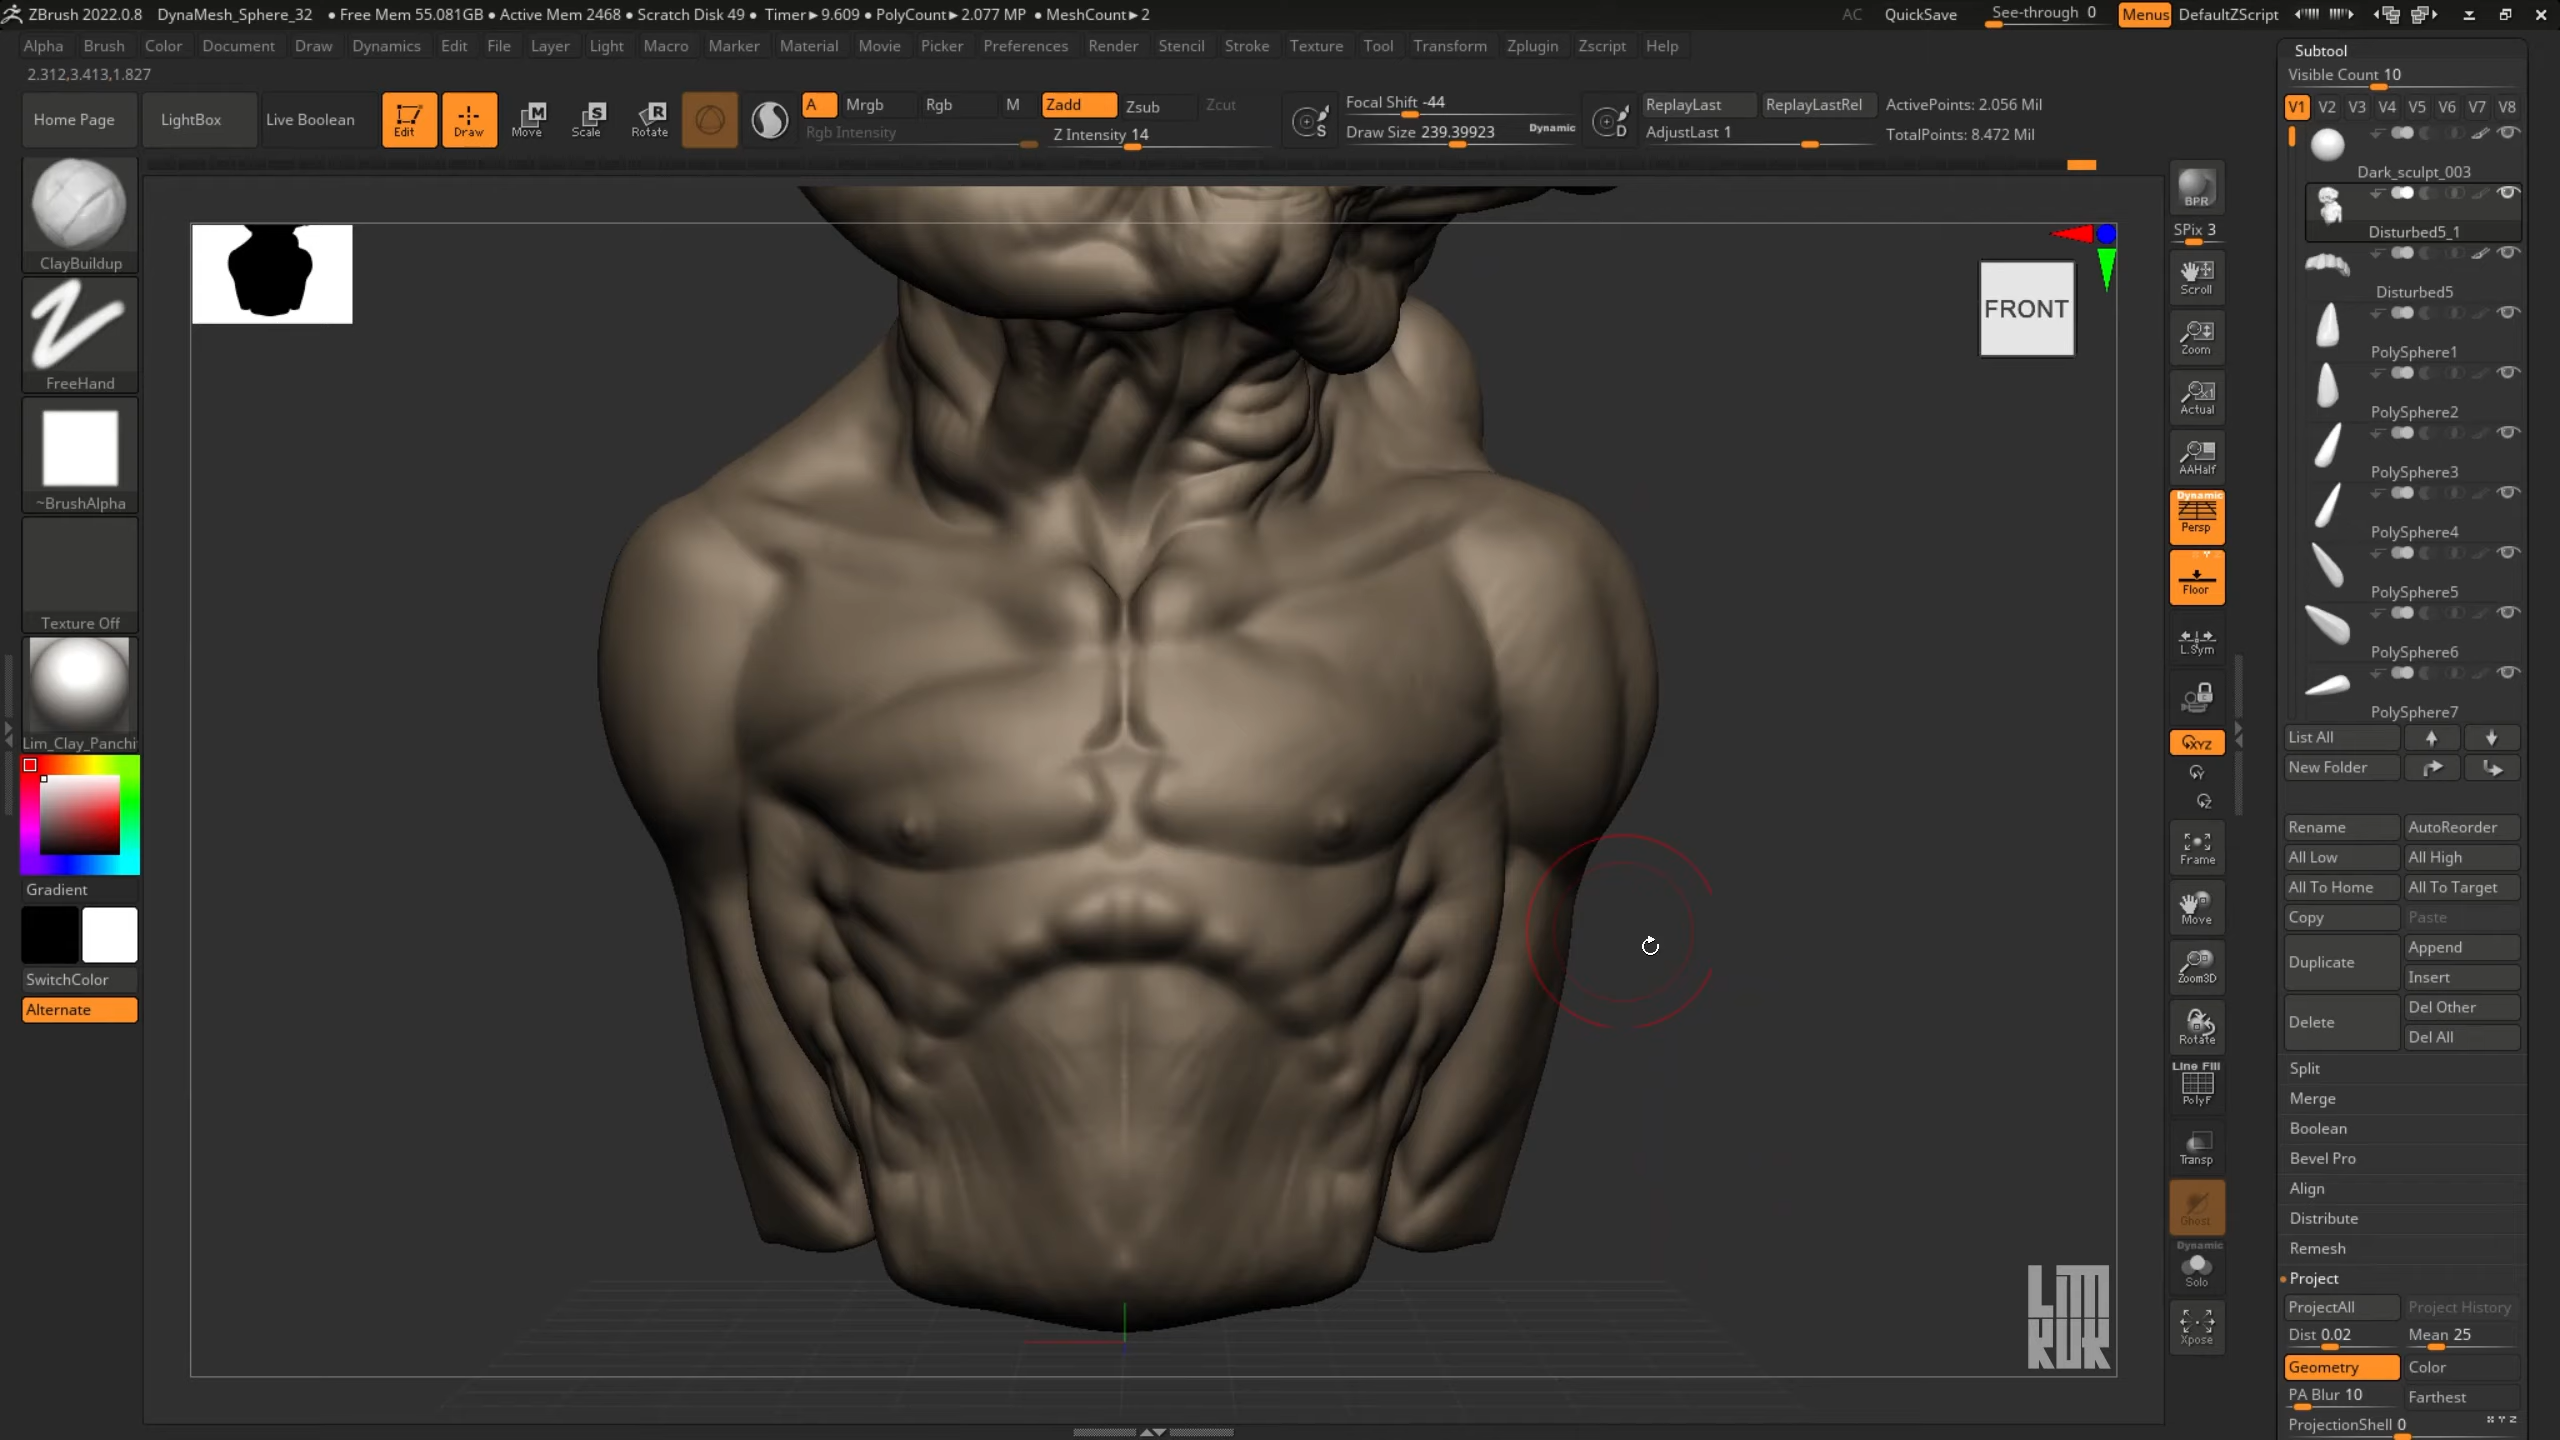 ZBrush 2022.0.8 DynaMesh_Sphere_32 ● Free Mem 55.081GB ● Active Mem 2468 ● Scratch Disk 49 ● Timer▸9.609 ● PolyCount▸2.077 MP ● MeshCount▸2 AC QuickSave See-through 0 Menus DefaultZScript
Alpha Brush Color Document Draw Dynamics Edit File Layer Light Macro Marker Material Movie Picker Preferences Render Stencil Stroke Texture Tool Transform Zplugin Zscript Help
2.312,3.413,1.827
Home Page LightBox Live Boolean Edit Draw Move Scale Rotate
A Mrgb Rgb M Zadd Zsub Zcut
Rgb Intensity Z Intensity 14
Focal Shift -44
Draw Size 239.39923 Dynamic
ReplayLast ReplayLastRel ActivePoints: 2.056 Mil
AdjustLast 1 TotalPoints: 8.472 Mil
ClayBuildup
FreeHand
~BrushAlpha
Texture Off
Lim_Clay_Panchi
Gradient
SwitchColor
Alternate
FRONT
LIM
KUK
BPR
SPix 3
Scroll
Zoom
Actual
AAHalf
Dynamic
Persp
Floor
L.Sym
XYZ
Y
Z
Frame
Move
Zoom3D
Rotate
Line Fill
PolyF
Transp
Ghost
Dynamic
Solo
Xpose
Subtool
Visible Count 10
V1 V2 V3 V4 V5 V6 V7 V8
Dark_sculpt_003
Disturbed5_1
Disturbed5
PolySphere1
PolySphere2
PolySphere3
PolySphere4
PolySphere5
PolySphere6
PolySphere7
List All
New Folder
Rename AutoReorder
All Low All High
All To Home All To Target
Copy Paste
Duplicate Append
Insert
Delete Del Other
Del All
Split
Merge
Boolean
Bevel Pro
Align
Distribute
Remesh
Project
ProjectAll Project History
Dist 0.02 Mean 25
Geometry Color
PA Blur 10 Farthest
ProjectionShell 0 X Y Z